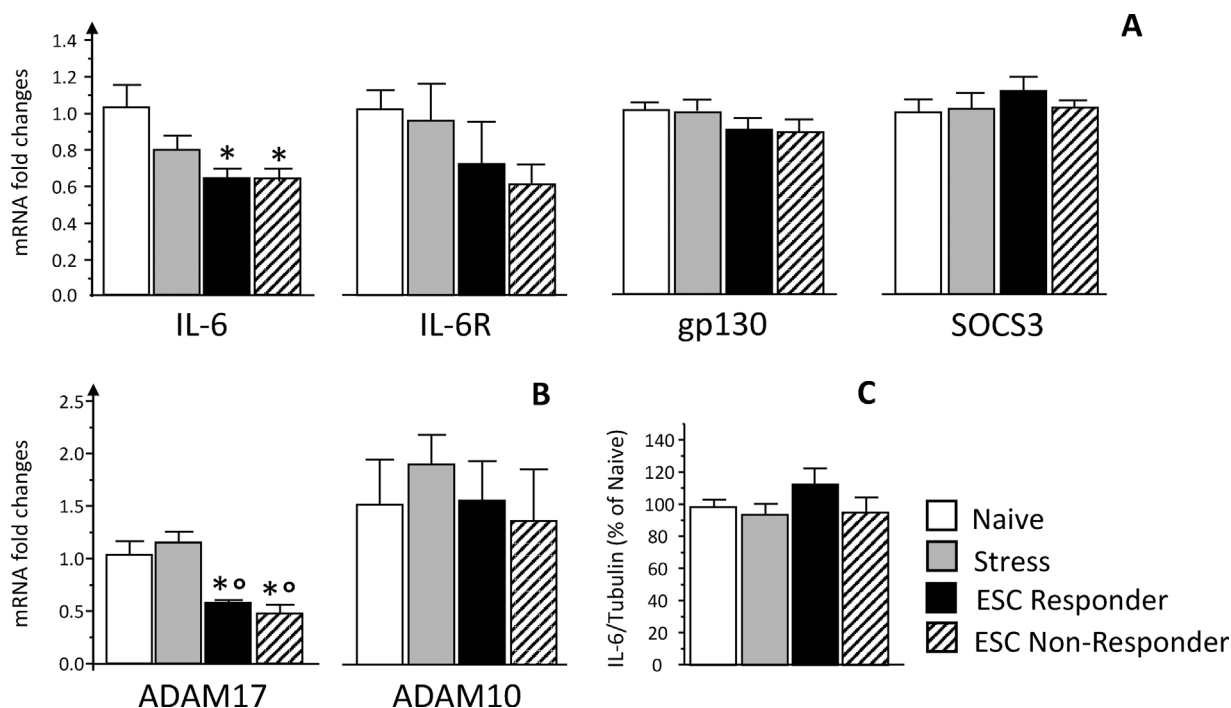 A
mRNA fold changes
1.4
1.2
1.0
0.8
0.6
0.4
0.2
0.0
* *
IL-6 IL-6R gp130 SOCS3
B
mRNA fold changes
2.5
2.0
1.5
1.0
0.5
0.0
*° *°
ADAM17 ADAM10
C
IL-6/Tubulin (% of Naive)
140
120
100
80
60
40
20
0
Naive
Stress
ESC Responder
ESC Non-Responder